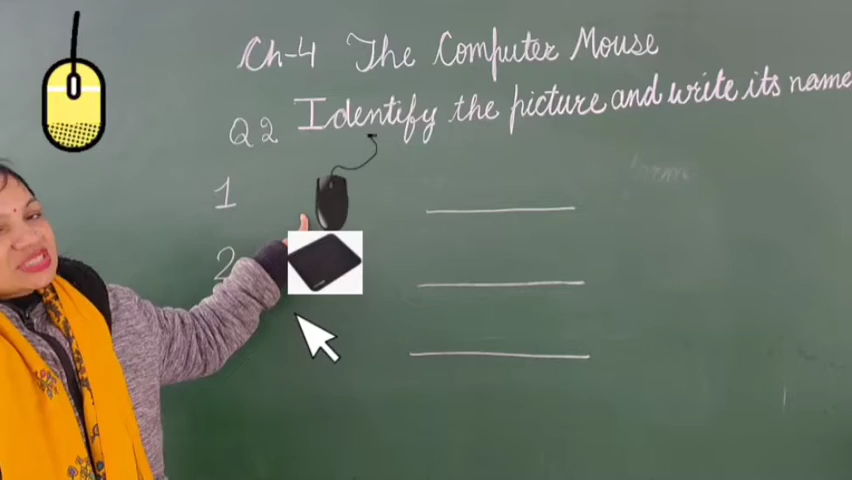 Ch-4 The Computer Mouse
Q2 Identify the picture and write its name
1
2